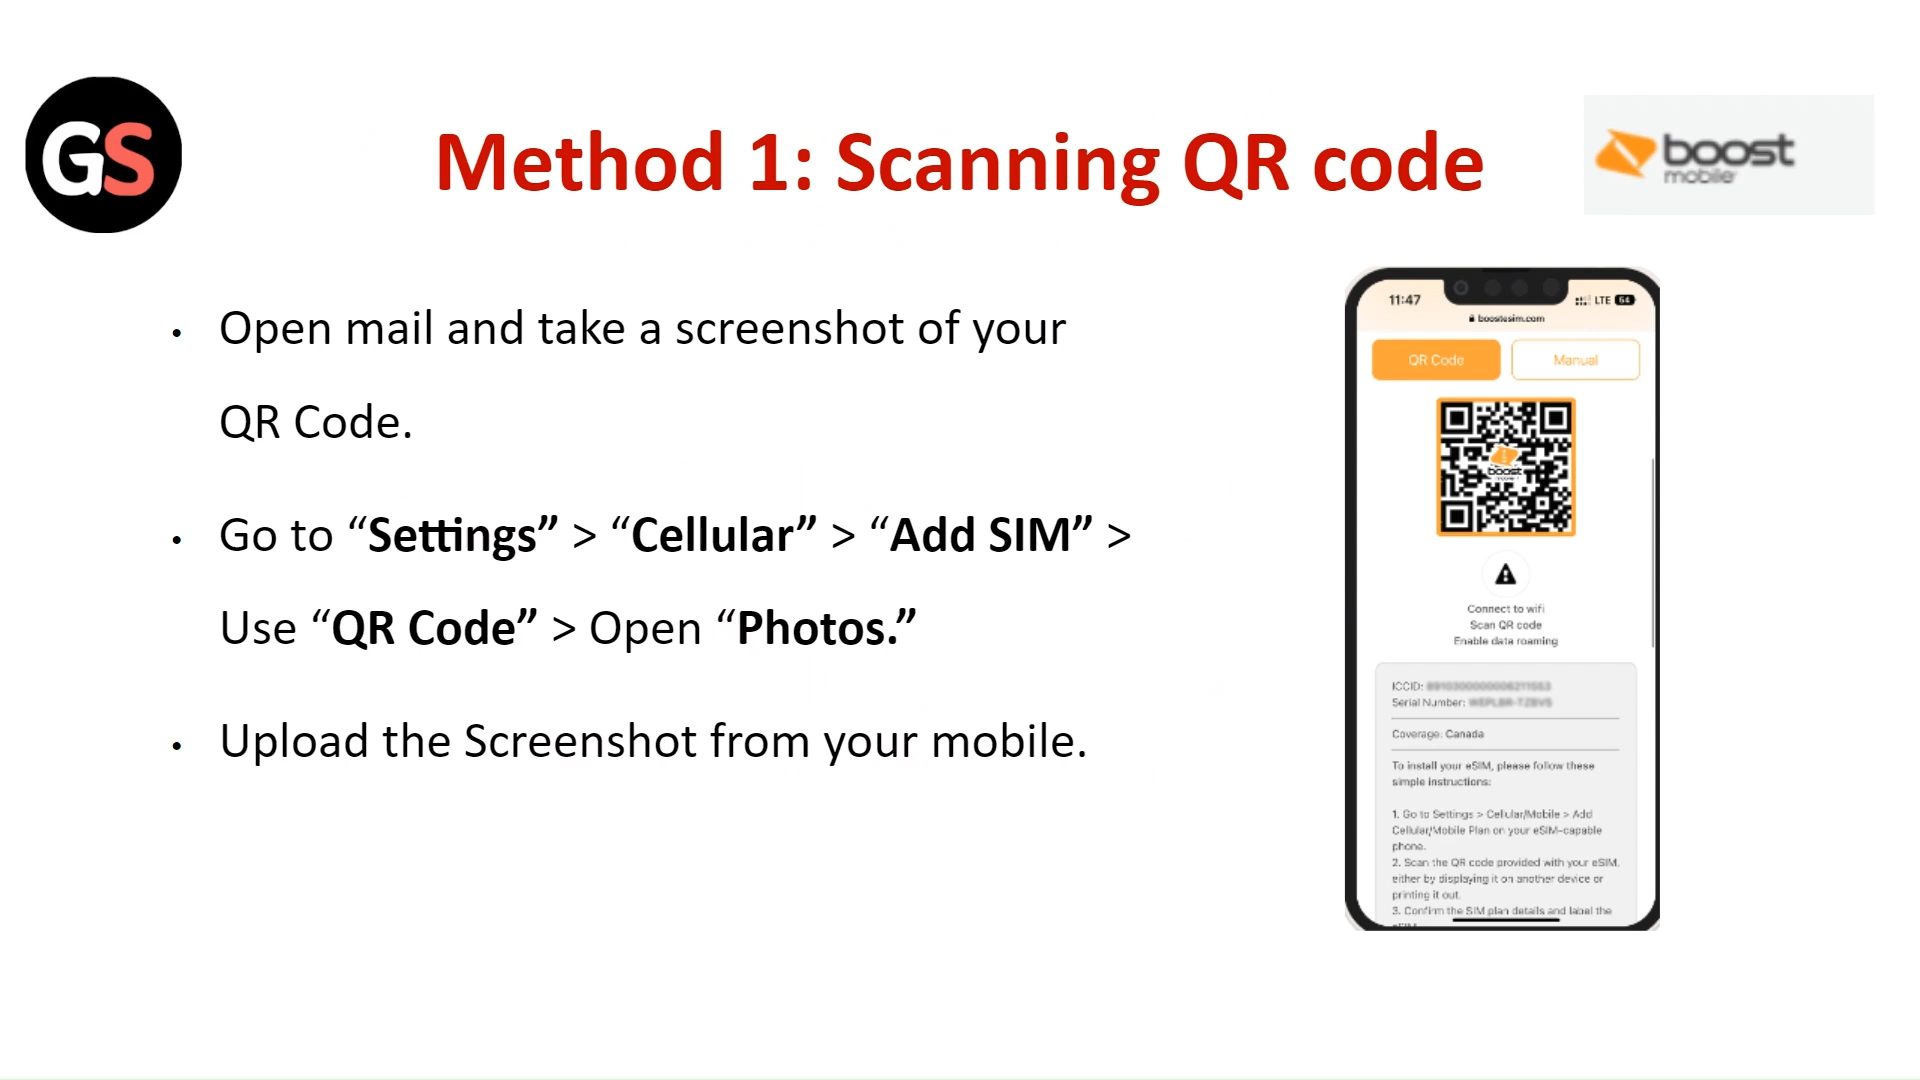 GS
Method 1: Scanning QR code
boost
mobile
• Open mail and take a screenshot of your
QR Code.
• Go to “Settings” > “Cellular” > “Add SIM” >
Use “QR Code” > Open “Photos.”
• Upload the Screenshot from your mobile.
11:47 LTE 64
boostesim.com
QR Code Manual
boost
Connect to wifi
Scan QR code
Enable data roaming
ICCID:
Serial Number:
Coverage: Canada
To install your eSIM, please follow these
simple instructions:
1. Go to Settings > Cellular/Mobile > Add
Cellular/Mobile Plan on your eSIM-capable
phone.
2. Scan the QR code provided with your eSIM,
either by displaying it on another device or
printing it out.
3. Confirm the SIM plan details and label the